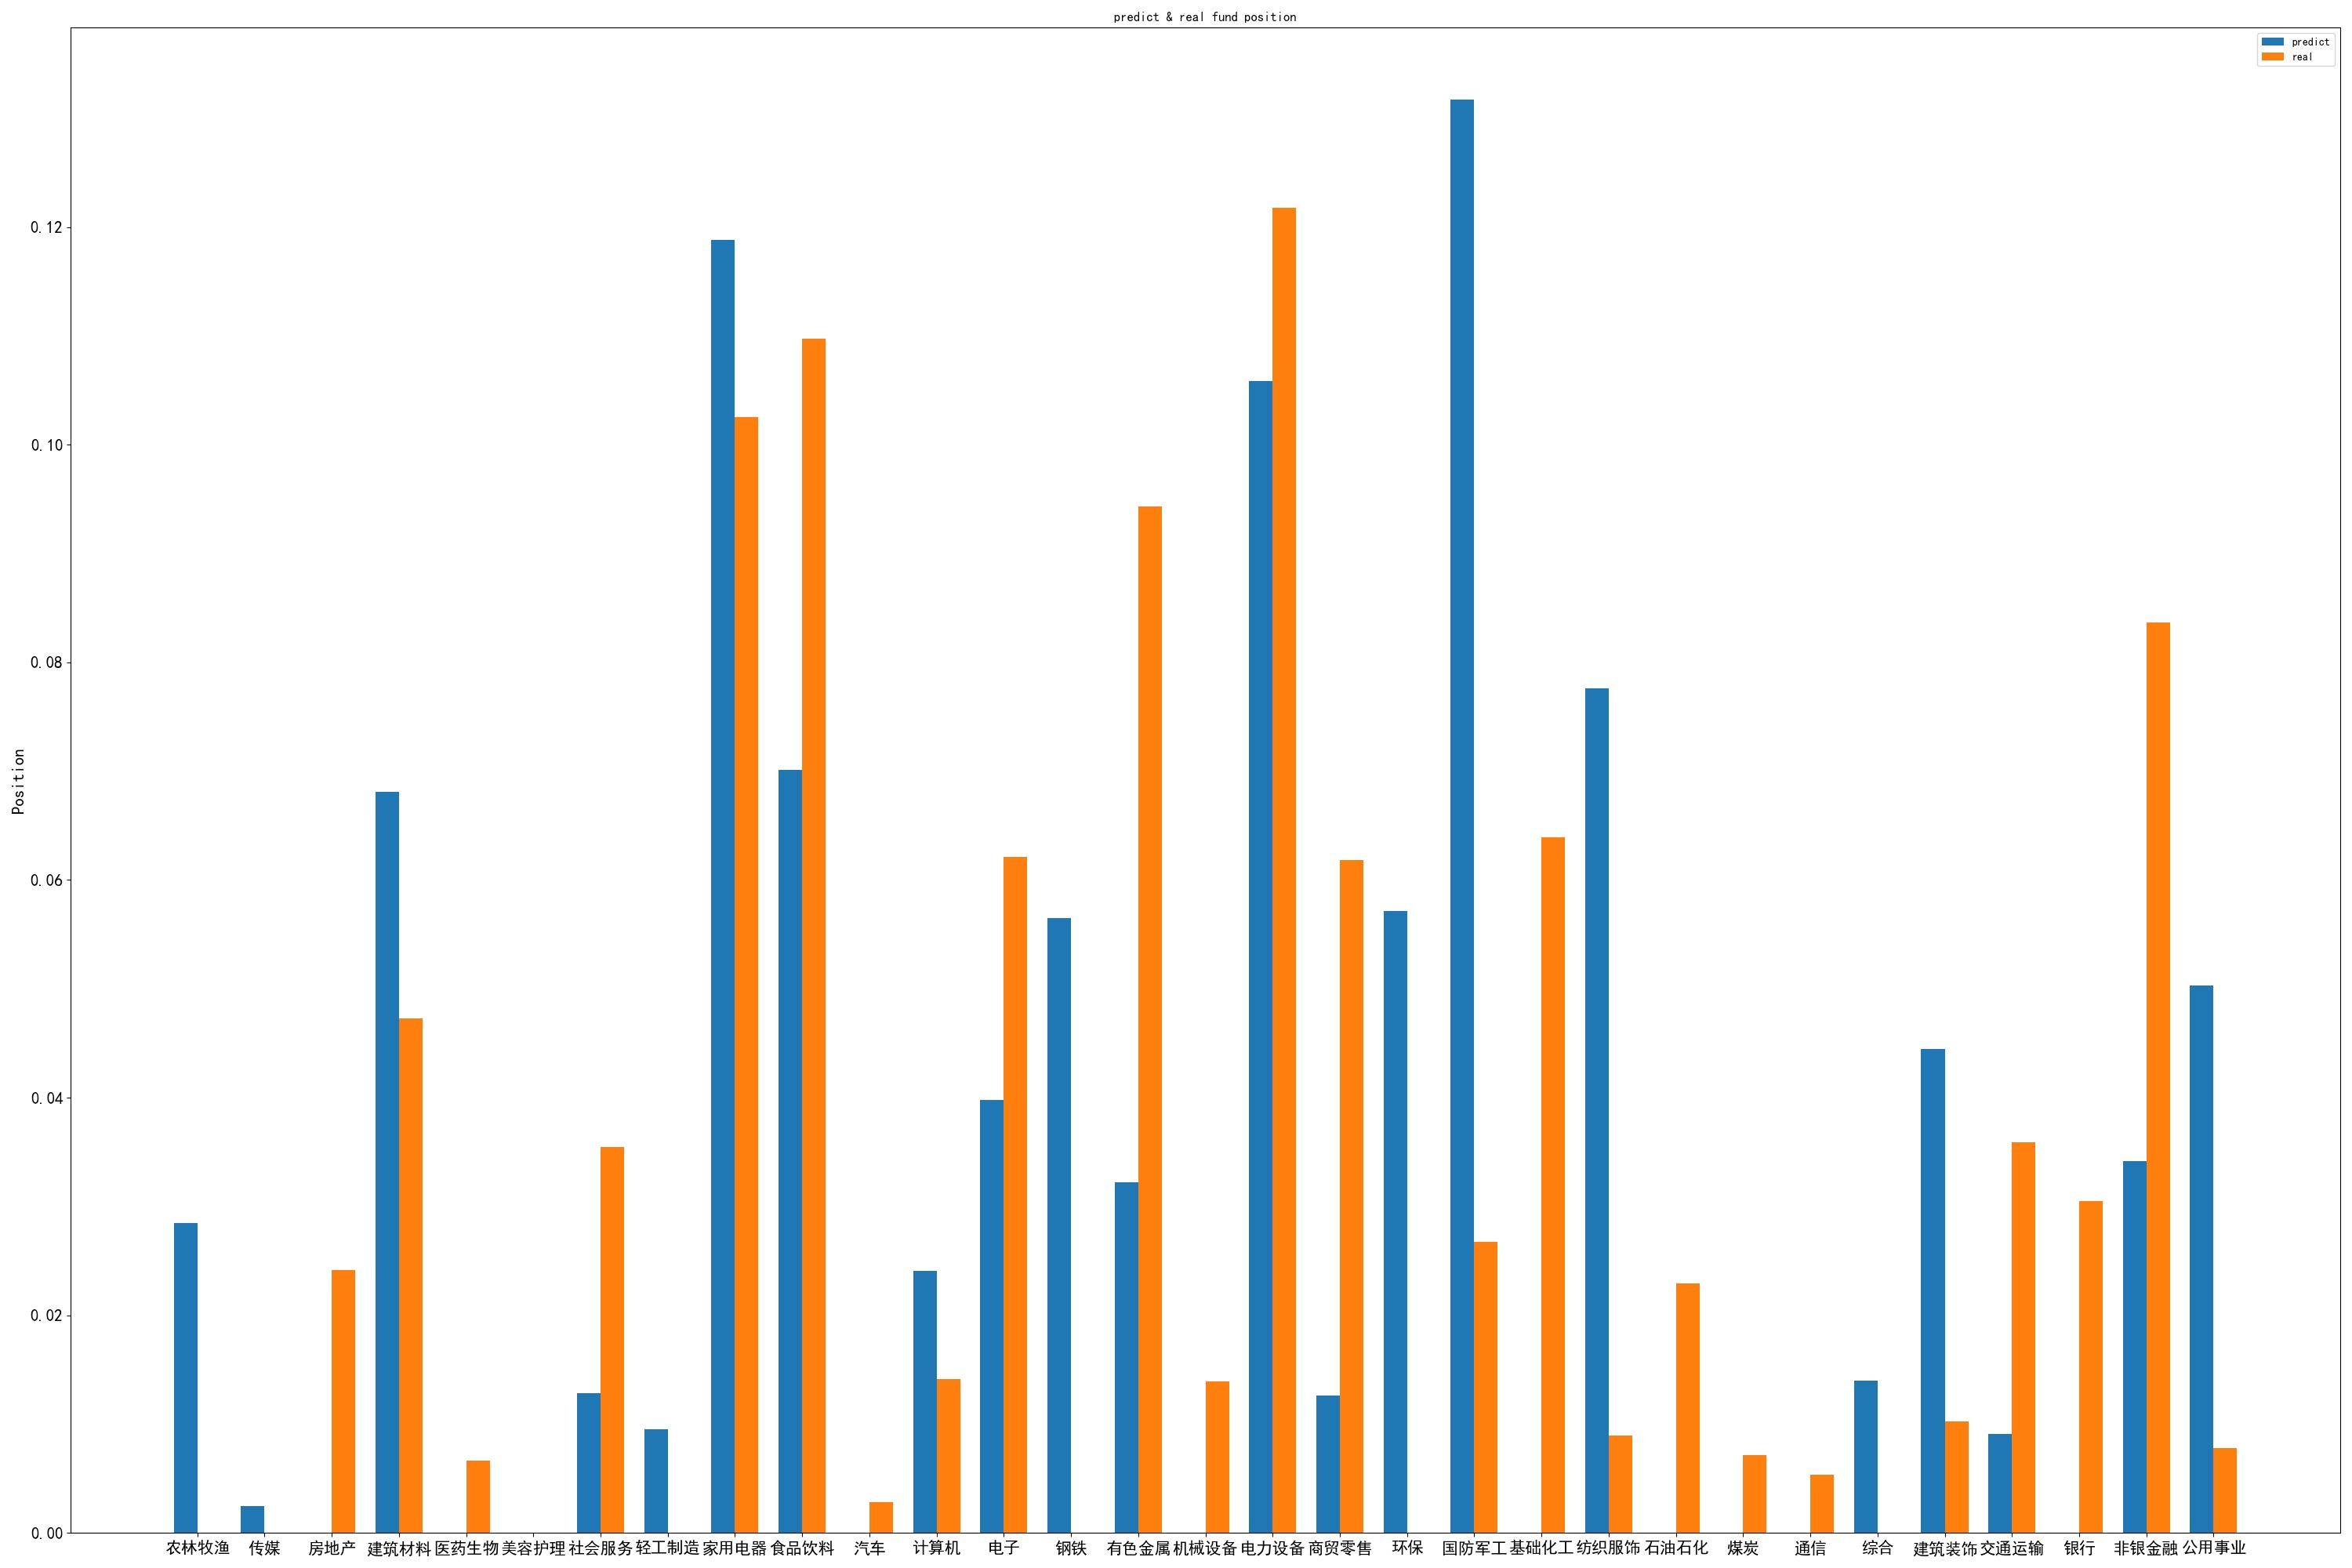 predict & real fund position
predict
real
Position
0.12
0.10
0.08
0.06
0.04
0.02
0.00
农林牧渔 传媒 房地产 建筑材料 医药生物 美容护理 社会服务 轻工制造 家用电器 食品饮料 汽车 计算机 电子 钢铁 有色金属 机械设备 电力设备 商贸零售 环保 国防军工 基础化工 纺织服饰 石油石化 煤炭 通信 综合 建筑装饰 交通运输 银行 非银金融 公用事业